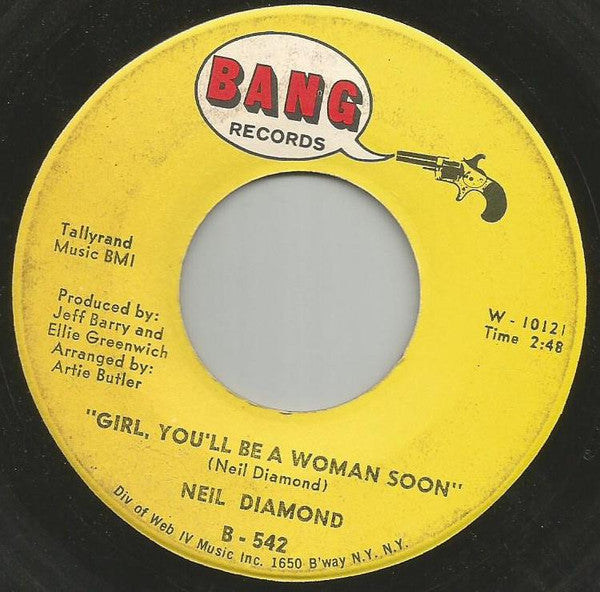 BANG
RECORDS
Tallyrand
Music BMI
Produced by:
Jeff Barry and
Ellie Greenwich
Arranged by:
Artie Butler
W - 10121
Time 2:48
"GIRL, YOU'LL BE A WOMAN SOON"
(Neil Diamond)
NEIL DIAMOND
B - 542
Div of Web IV Music Inc. 1650 B'way N.Y. N.Y.